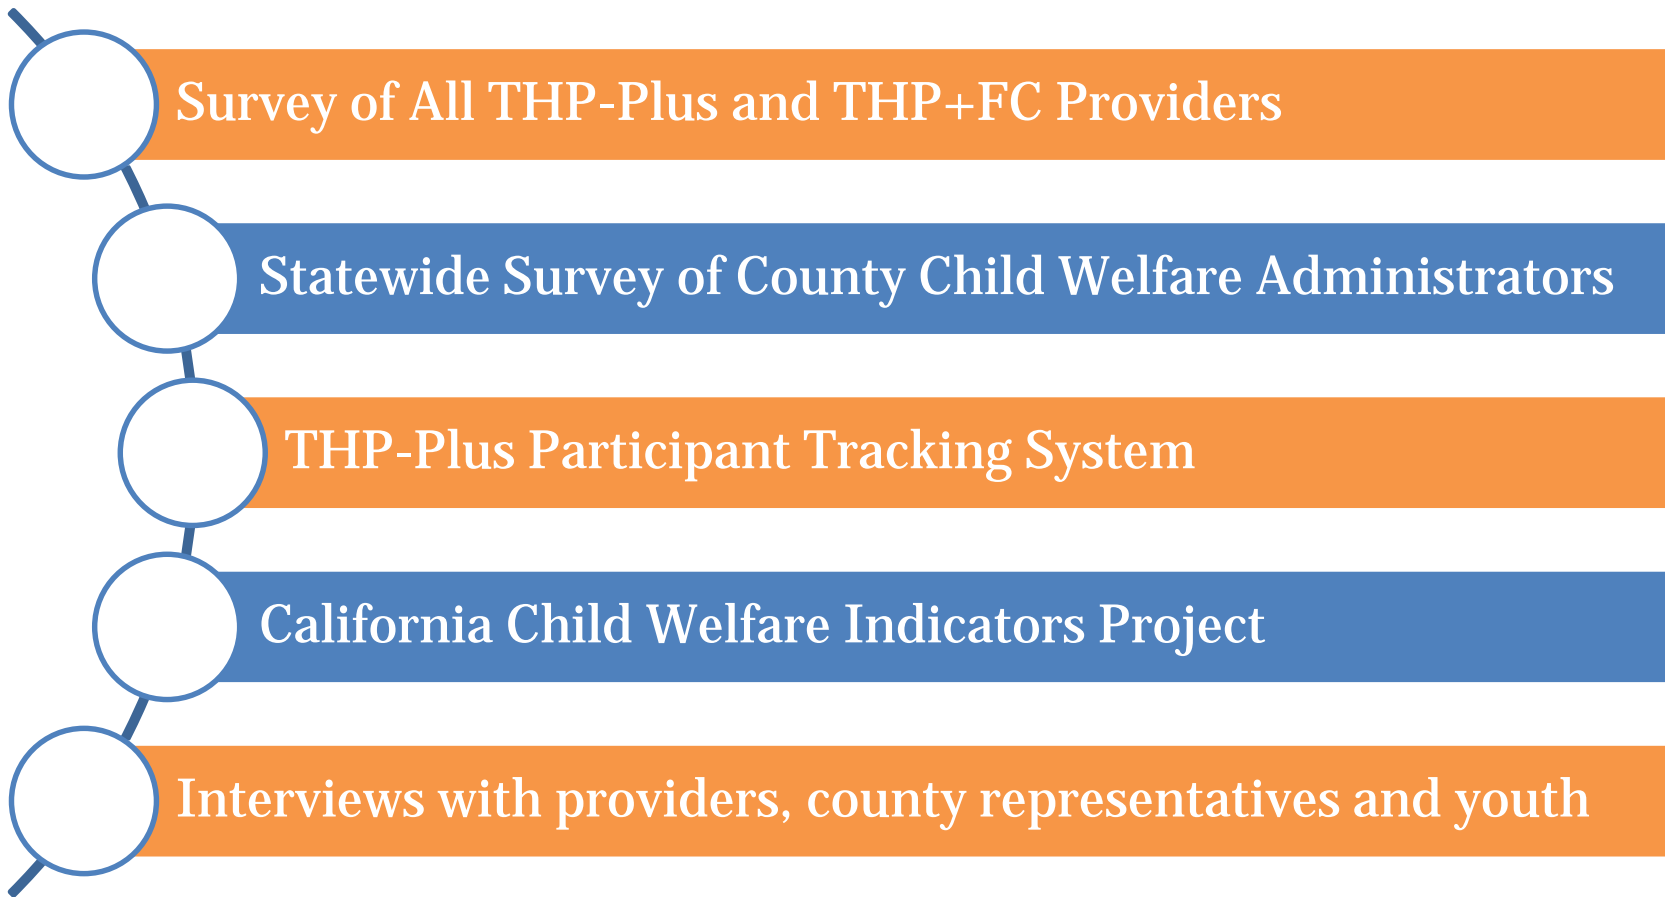 Survey of All THP-Plus and THP+FC Providers
Statewide Survey of County Child Welfare Administrators
THP-Plus Participant Tracking System
California Child Welfare Indicators Project
Interviews with providers, county representatives and youth